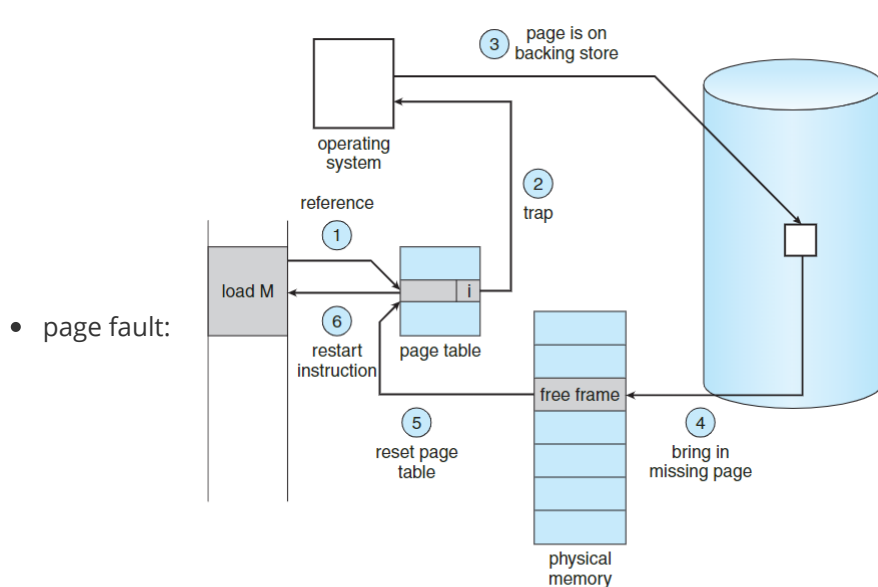 3
page is on
backing store
operating
system
2
trap
reference
1
load M
i
• page fault:
6
restart
instruction
page table
free frame
5
reset page
table
4
bring in
missing page
physical
memory